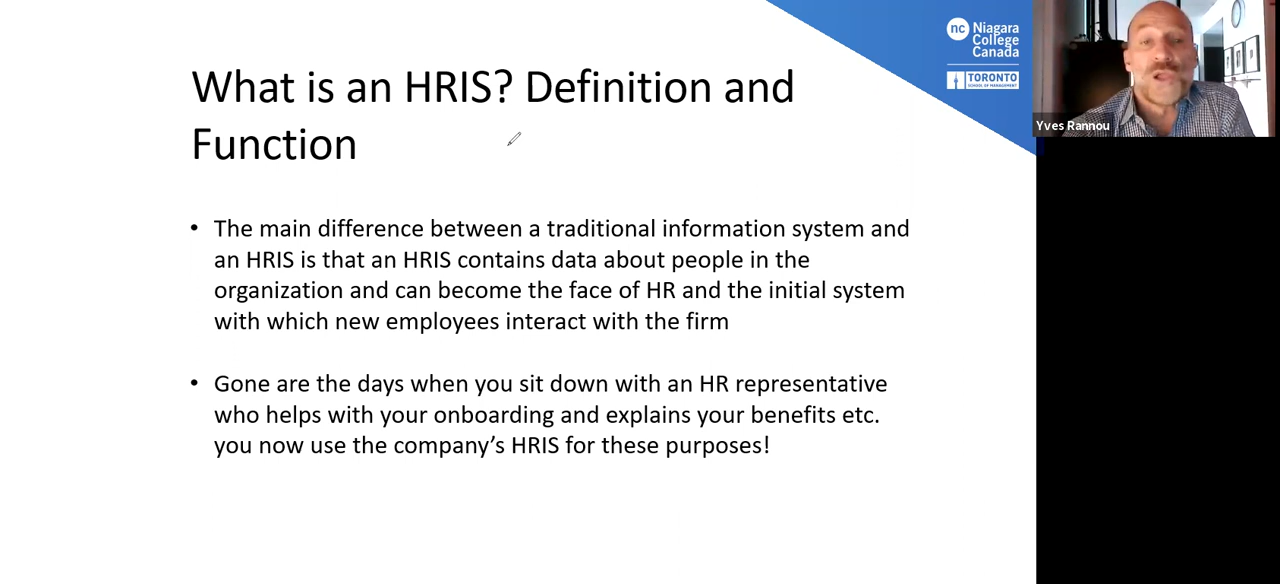 What is an HRIS? Definition and
Function
• The main difference between a traditional information system and
an HRIS is that an HRIS contains data about people in the
organization and can become the face of HR and the initial system
with which new employees interact with the firm
• Gone are the days when you sit down with an HR representative
who helps with your onboarding and explains your benefits etc.
you now use the company’s HRIS for these purposes!
nc
Niagara
College
Canada
TORONTO
SCHOOL OF MANAGEMENT
Yves Rannou